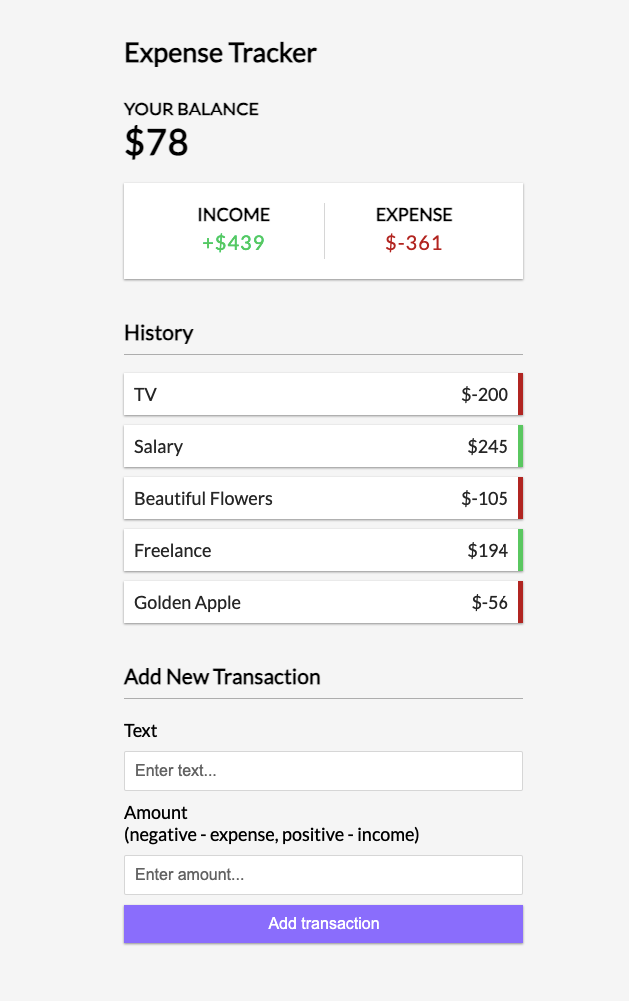 Expense Tracker
YOUR BALANCE
$78
INCOME EXPENSE
+$439 $-361
History
TV $-200
Salary $245
Beautiful Flowers $-105
Freelance $194
Golden Apple $-56
Add New Transaction
Text
Enter text...
Amount
(negative - expense, positive - income)
Enter amount...
Add transaction